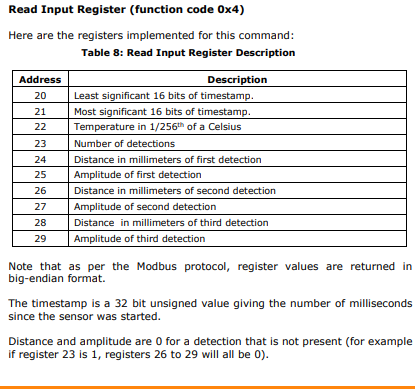 Read Input Register (function code 0x4)
Here are the registers implemented for this command:
Table 8: Read Input Register Description
Address Description
20 Least significant 16 bits of timestamp.
21 Most significant 16 bits of timestamp.
22 Temperature in 1/256th of a Celsius
23 Number of detections
24 Distance in millimeters of first detection
25 Amplitude of first detection
26 Distance in millimeters of second detection
27 Amplitude of second detection
28 Distance in millimeters of third detection
29 Amplitude of third detection
Note that as per the Modbus protocol, register values are returned in
big-endian format.
The timestamp is a 32 bit unsigned value giving the number of milliseconds
since the sensor was started.
Distance and amplitude are 0 for a detection that is not present (for example
if register 23 is 1, registers 26 to 29 will all be 0).